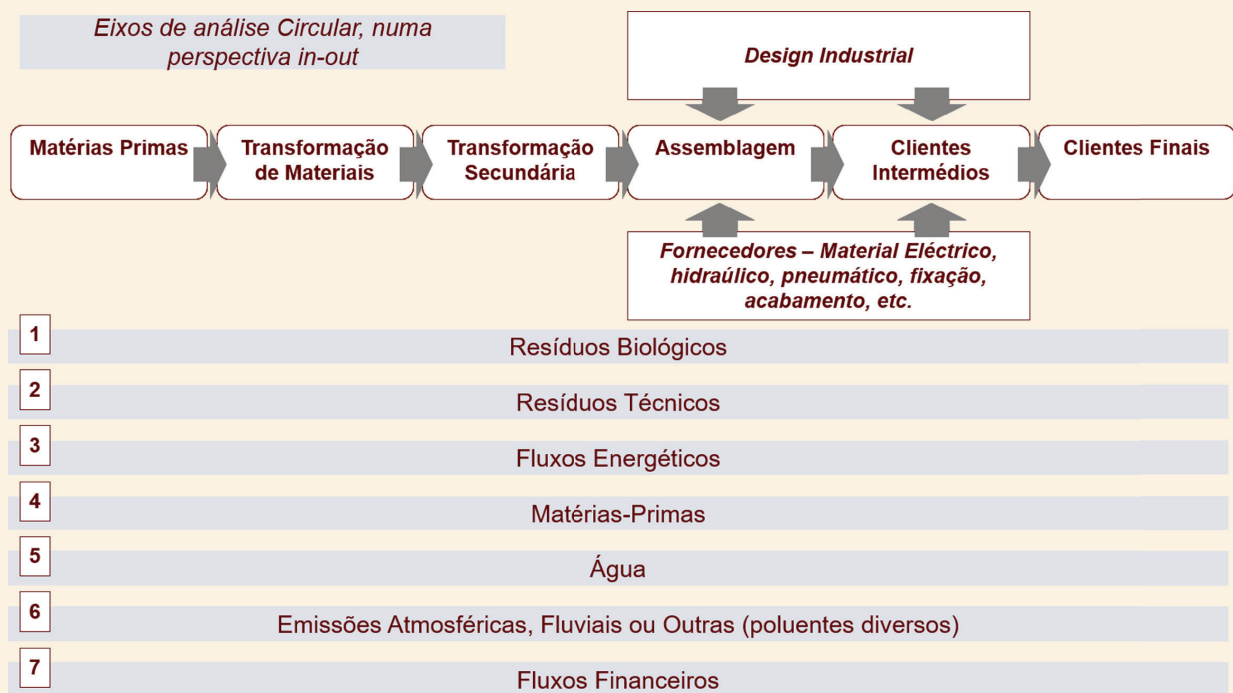 Eixos de análise Circular, numa
perspectiva in-out
Design Industrial
Matérias Primas
Transformação
de Materiais
Transformação
Secundária
Assemblagem
Clientes
Intermédios
Clientes Finais
Fornecedores – Material Eléctrico,
hidraúlico, pneumático, fixação,
acabamento, etc.
1
Resíduos Biológicos
2
Resíduos Técnicos
3
Fluxos Energéticos
4
Matérias-Primas
5
Água
6
Emissões Atmosféricas, Fluviais ou Outras (poluentes diversos)
7
Fluxos Financeiros